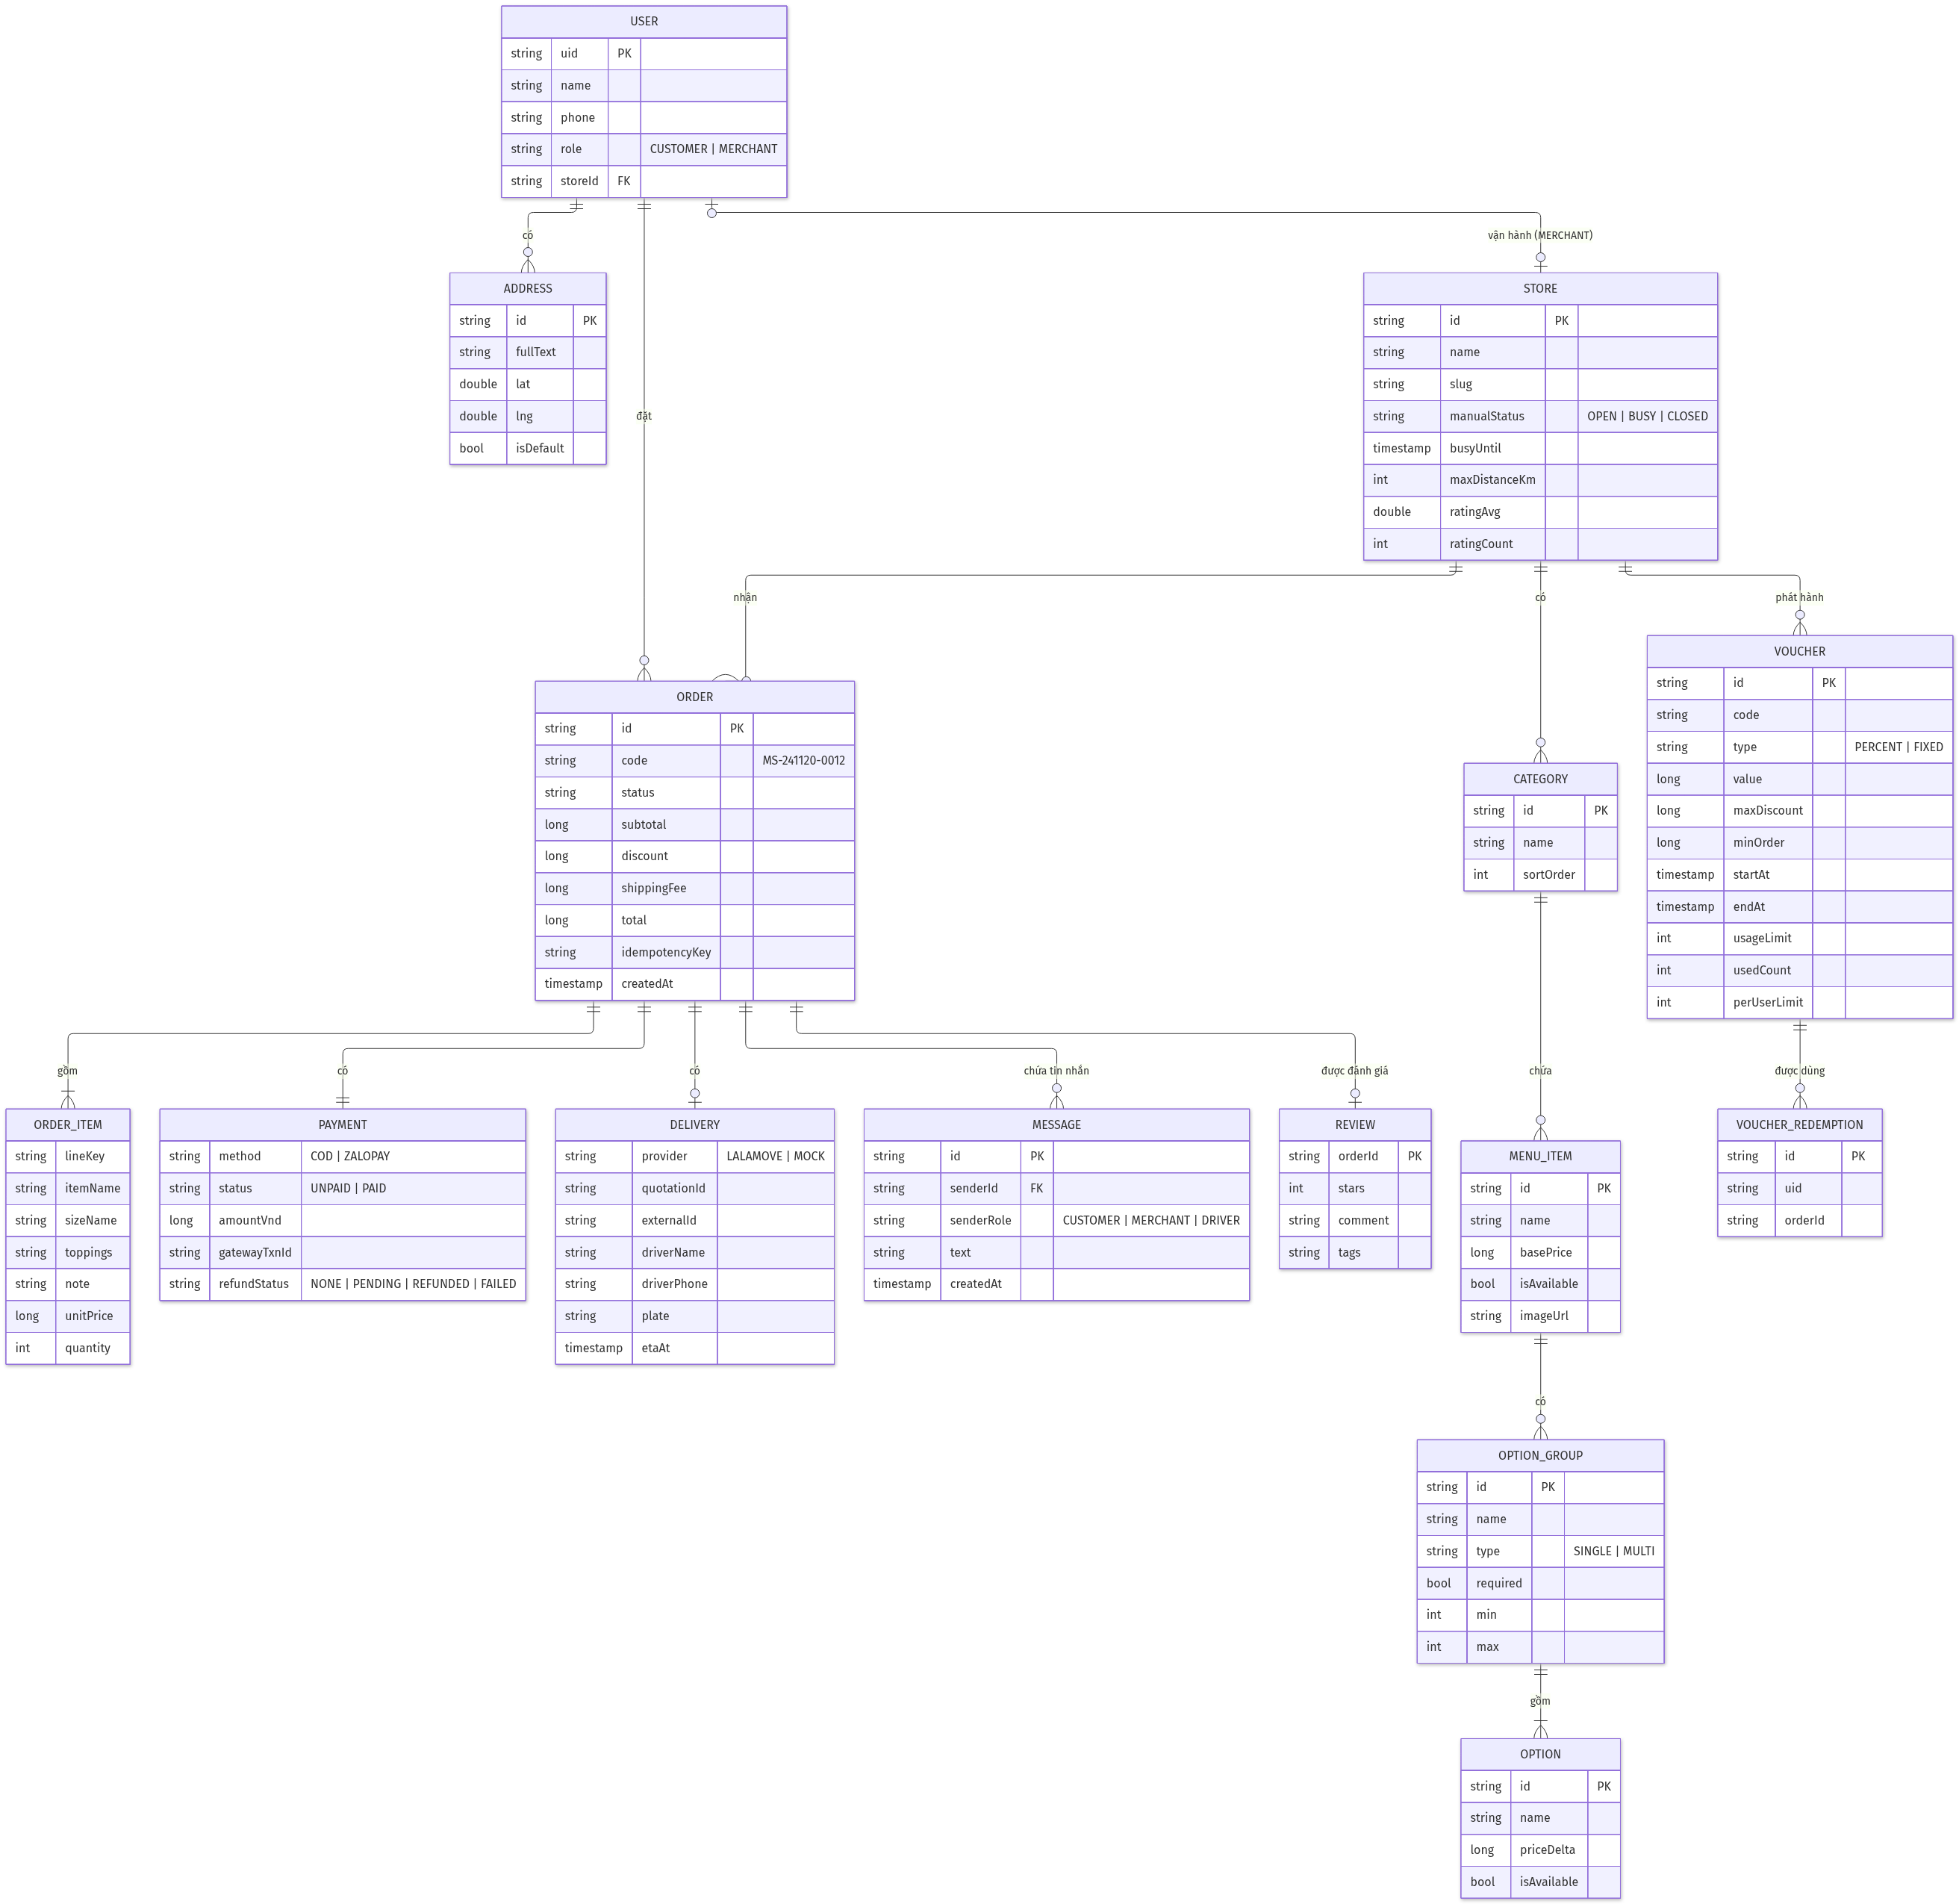 USER
string uid PK
string name
string phone
string role CUSTOMER | MERCHANT
string storeId FK
có
vận hành (MERCHANT)
ADDRESS
string id PK
string fullText
double lat
double lng
bool isDefault
đặt
STORE
string id PK
string name
string slug
string manualStatus OPEN | BUSY | CLOSED
timestamp busyUntil
int maxDistanceKm
double ratingAvg
int ratingCount
nhận
có
phát hành
ORDER
string id PK
string code MS-241120-0012
string status
long subtotal
long discount
long shippingFee
long total
string idempotencyKey
timestamp createdAt
CATEGORY
string id PK
string name
int sortOrder
VOUCHER
string id PK
string code
string type PERCENT | FIXED
long value
long maxDiscount
long minOrder
timestamp startAt
timestamp endAt
int usageLimit
int usedCount
int perUserLimit
gồm
có
có
chứa tin nhắn
được đánh giá
chứa
được dùng
ORDER_ITEM
string lineKey
string itemName
string sizeName
string toppings
string note
long unitPrice
int quantity
PAYMENT
string method COD | ZALOPAY
string status UNPAID | PAID
long amountVnd
string gatewayTxnId
string refundStatus NONE | PENDING | REFUNDED | FAILED
DELIVERY
string provider LALAMOVE | MOCK
string quotationId
string externalId
string driverName
string driverPhone
string plate
timestamp etaAt
MESSAGE
string id PK
string senderId FK
string senderRole CUSTOMER | MERCHANT | DRIVER
string text
timestamp createdAt
REVIEW
string orderId PK
int stars
string comment
string tags
MENU_ITEM
string id PK
string name
long basePrice
bool isAvailable
string imageUrl
VOUCHER_REDEMPTION
string id PK
string uid
string orderId
có
OPTION_GROUP
string id PK
string name
string type SINGLE | MULTI
bool required
int min
int max
gồm
OPTION
string id PK
string name
long priceDelta
bool isAvailable